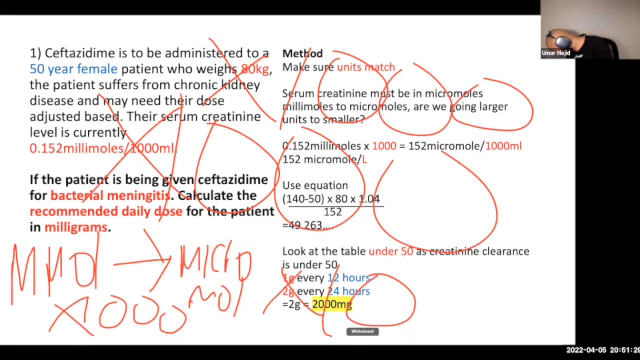 1) Ceftazidime is to be administered to a
50 year female patient who weighs 80kg,
the patient suffers from chronic kidney
disease and may need their dose
adjusted based. Their serum creatinine
level is currently
0.152millimoles/1000ml.
If the patient is being given ceftazidime
for bacterial meningitis. Calculate the
recommended daily dose for the patient
in milligrams.
MMol → MICRO
mol
x1000
Method
Make sure units match
Serum creatinine must be in micromoles
millimoles to micromoles, are we going larger
units to smaller?
0.152millimoles x 1000 = 152micromole/1000ml
152 micromole/L
Use equation
(140-50) x 80 x 1.04
152
=49.263....
Look at the table under 50 as creatinine clearance
is under 50
1g every 12 hours
2g every 24 hours
=2g = 2000mg
Whiteboard
Umar Majid
2022-04-05 20:51:29